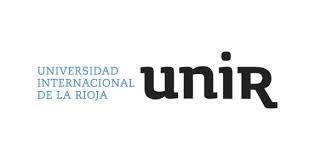 UNIVERSIDAD
INTERNACIONAL
DE LA RIOJA
uniR